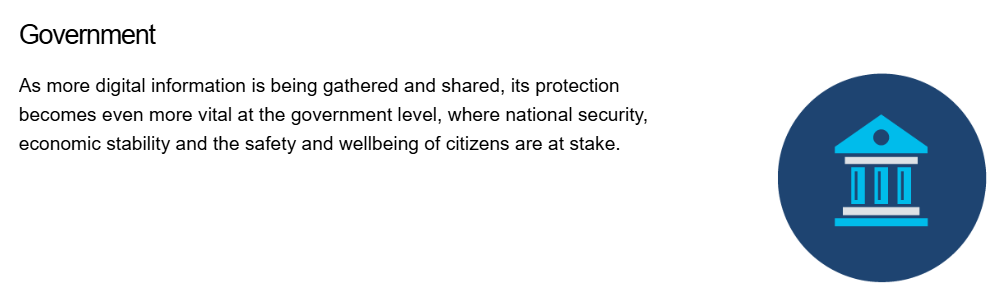 Government
As more digital information is being gathered and shared, its protection
becomes even more vital at the government level, where national security,
economic stability and the safety and wellbeing of citizens are at stake.